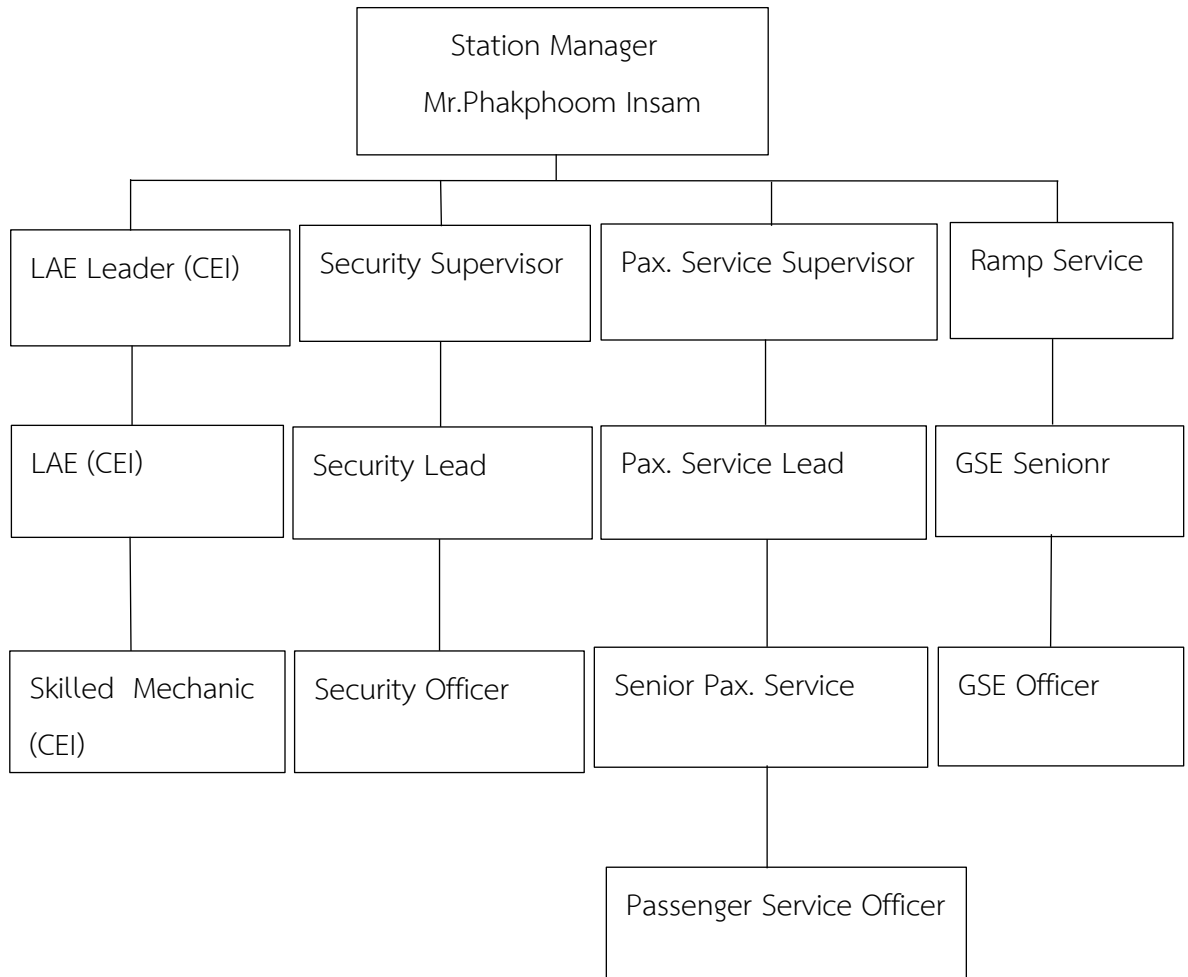 Station Manager
Mr.Phakphoom Insam
LAE Leader (CEI)
Security Supervisor
Pax. Service Supervisor
Ramp Service
LAE (CEI)
Security Lead
Pax. Service Lead
GSE Senionr
Skilled Mechanic
(CEI)
Security Officer
Senior Pax. Service
GSE Officer
Passenger Service Officer